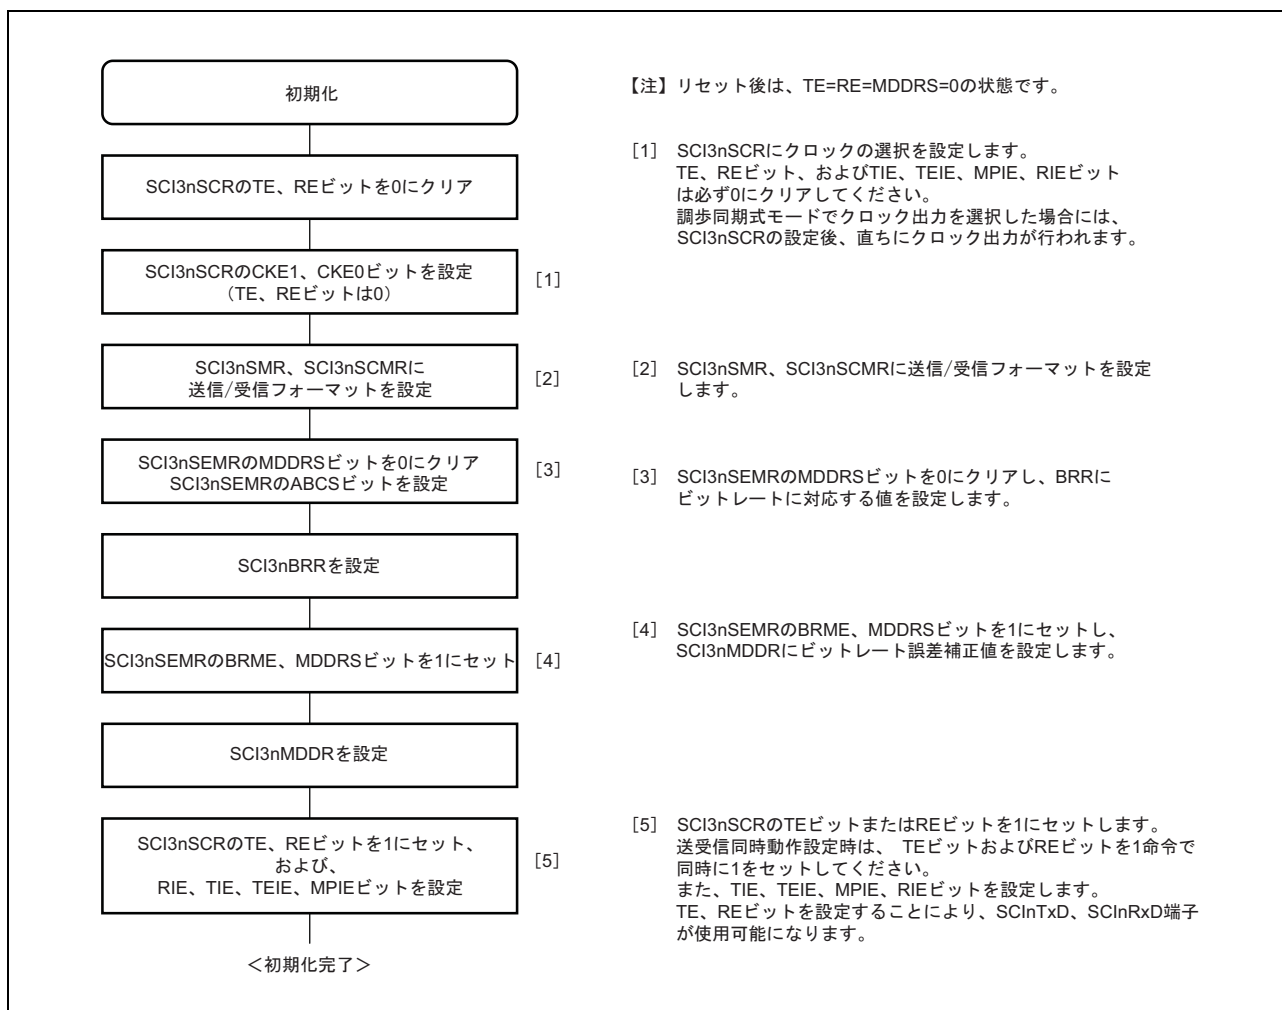 初期化
SCI3nSCRのTE、REビットを0にクリア
SCI3nSCRのCKE1、CKE0ビットを設定
（TE、REビットは0）
[1]
SCI3nSMR、SCI3nSCMRに
送信/受信フォーマットを設定
[2]
SCI3nSEMRのMDDRSビットを0にクリア
SCI3nSEMRのABCSビットを設定
[3]
SCI3nBRRを設定
SCI3nSEMRのBRME、MDDRSビットを1にセット
[4]
SCI3nMDDRを設定
SCI3nSCRのTE、REビットを1にセット、
および、
RIE、TIE、TEIE、MPIEビットを設定
[5]
＜初期化完了＞
【注】リセット後は、TE=RE=MDDRS=0の状態です。
[1] SCI3nSCRにクロックの選択を設定します。
TE、REビット、およびTIE、TEIE、MPIE、RIEビット
は必ず0にクリアしてください。
調歩同期式モードでクロック出力を選択した場合には、
SCI3nSCRの設定後、直ちにクロック出力が行われます。
[2] SCI3nSMR、SCI3nSCMRに送信/受信フォーマットを設定
します。
[3] SCI3nSEMRのMDDRSビットを0にクリアし、BRRに
ビットレートに対応する値を設定します。
[4] SCI3nSEMRのBRME、MDDRSビットを1にセットし、
SCI3nMDDRにビットレート誤差補正値を設定します。
[5] SCI3nSCRのTEビットまたはREビットを1にセットします。
送受信同時動作設定時は、 TEビットおよびREビットを1命令で
同時に1をセットしてください。
また、TIE、TEIE、MPIE、RIEビットを設定します。
TE、REビットを設定することにより、SCInTxD、SCInRxD端子
が使用可能になります。